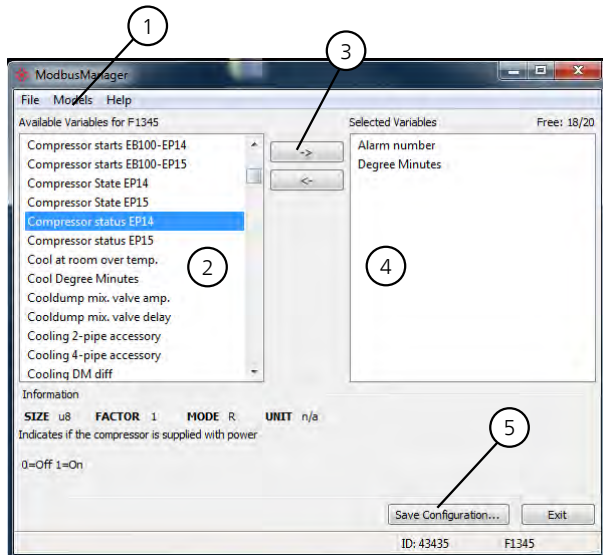 1
3
ModbusManager
File Models Help
Available Variables for F1345
Selected Variables Free: 18/20
Compressor starts EB100-EP14
Compressor starts EB100-EP15
Compressor State EP14
Compressor State EP15
Compressor status EP14
Compressor status EP15
Cool at room over temp.
Cool Degree Minutes
Cooldump mix. valve amp.
Cooldump mix. valve delay
Cooling 2-pipe accessory
Cooling 4-pipe accessory
Cooling DM diff
2
->
<-
Alarm number
Degree Minutes
4
Information
SIZE u8 FACTOR 1 MODE R UNIT n/a
Indicates if the compressor is supplied with power
0=Off 1=On
5
Save Configuration... Exit
ID: 43435 F1345